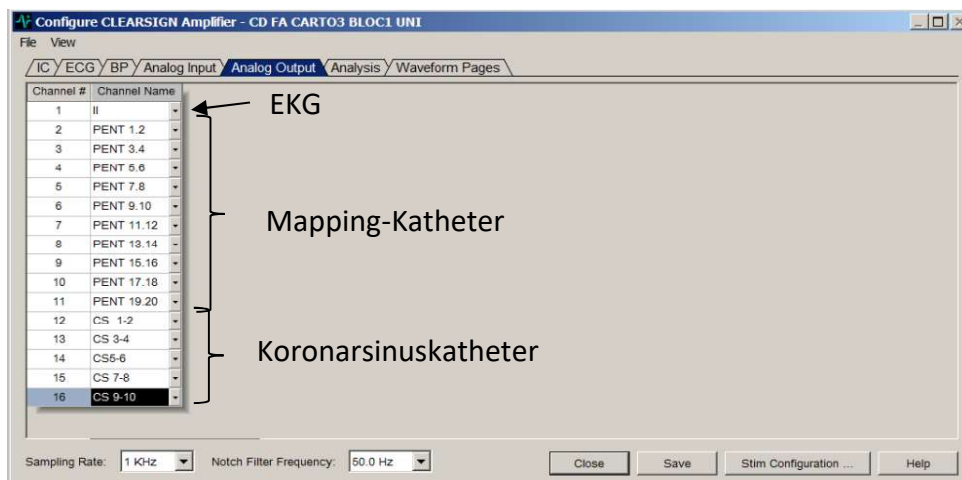 Configure CLEARSIGN Amplifier - CD FA CARTO3 BLOC1 UNI
File View
IC ECG BP Analog Input Analog Output Analysis Waveform Pages
Channel # Channel Name
1 II EKG
2 PENT 1.2
3 PENT 3.4
4 PENT 5.6
5 PENT 7.8
6 PENT 9.10
7 PENT 11.12 Mapping-Katheter
8 PENT 13.14
9 PENT 15.16
10 PENT 17.18
11 PENT 19.20
12 CS 1-2
13 CS 3-4
14 CS5-6 Koronarsinuskatheter
15 CS 7-8
16 CS 9-10
Sampling Rate: 1 KHz Notch Filter Frequency: 50.0 Hz Close Save Stim Configuration ... Help